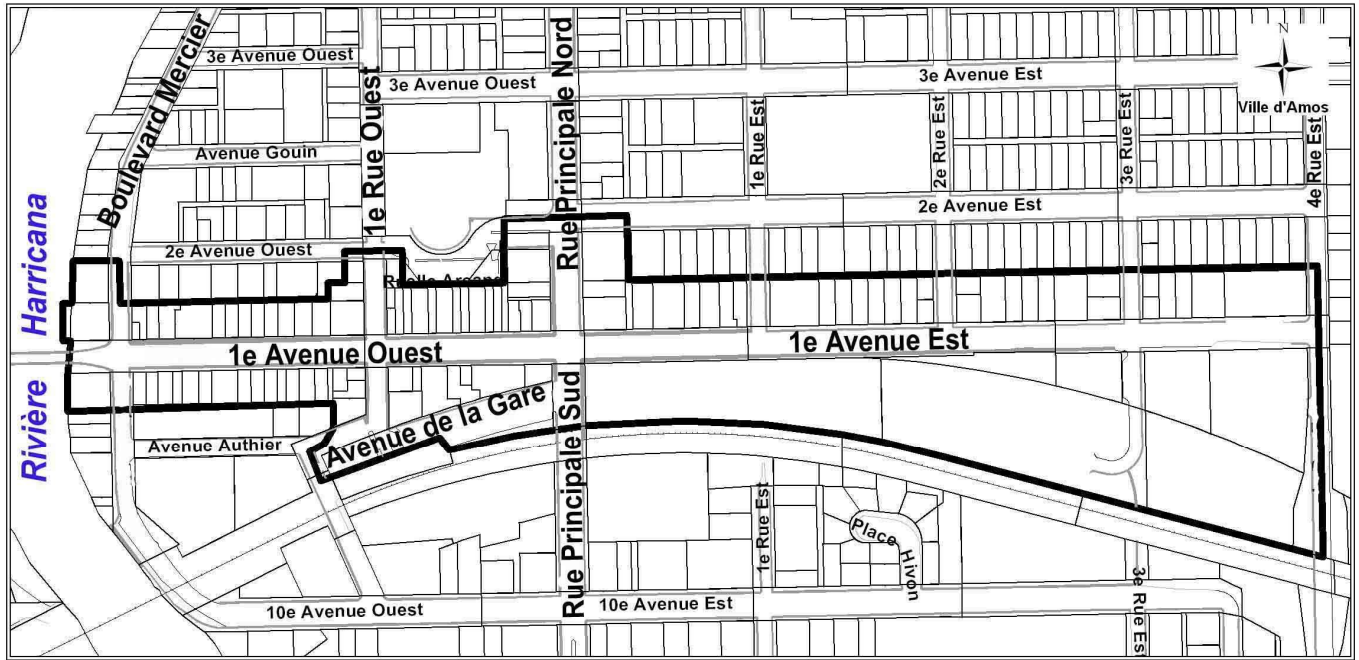 N
Ville d'Amos
3e Avenue Ouest
3e Avenue Ouest
3e Avenue Est
Boulevard Mercier
1e Rue Ouest
Rue Principale Nord
1e Rue Est
2e Rue Est
3e Rue Est
4e Rue Est
Avenue Gouin
2e Avenue Ouest
2e Avenue Est
Rivière Harricana
1e Avenue Ouest
1e Avenue Est
Avenue de la Gare
Avenue Authier
Rue Principale Sud
1e Rue Est
Place Hivon
3e Rue Est
10e Avenue Ouest
10e Avenue Est